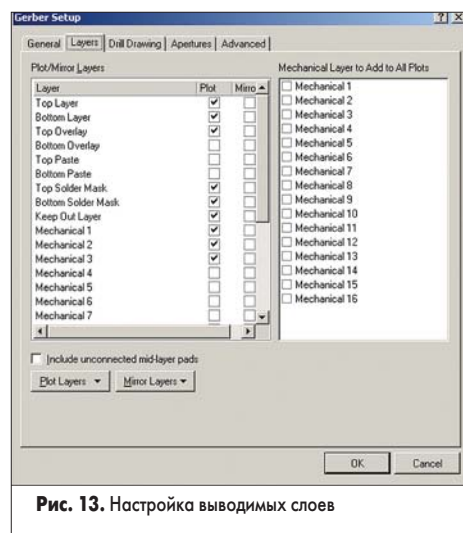 Gerber Setup
General Layers Drill Drawing Apertures Advanced
Plot/Mirror Layers
Layer Plot Mirro
Top Layer
Bottom Layer
Top Overlay
Bottom Overlay
Top Paste
Bottom Paste
Top Solder Mask
Bottom Solder Mask
Keep Out Layer
Mechanical 1
Mechanical 2
Mechanical 3
Mechanical 4
Mechanical 5
Mechanical 6
Mechanical 7
Mechanical Layer to Add to All Plots
Mechanical 1
Mechanical 2
Mechanical 3
Mechanical 4
Mechanical 5
Mechanical 6
Mechanical 7
Mechanical 8
Mechanical 9
Mechanical 10
Mechanical 11
Mechanical 12
Mechanical 13
Mechanical 14
Mechanical 15
Mechanical 16
Include unconnected mid-layer pads
Plot Layers Mirror Layers
OK Cancel
Рис. 13. Настройка выводимых слоев